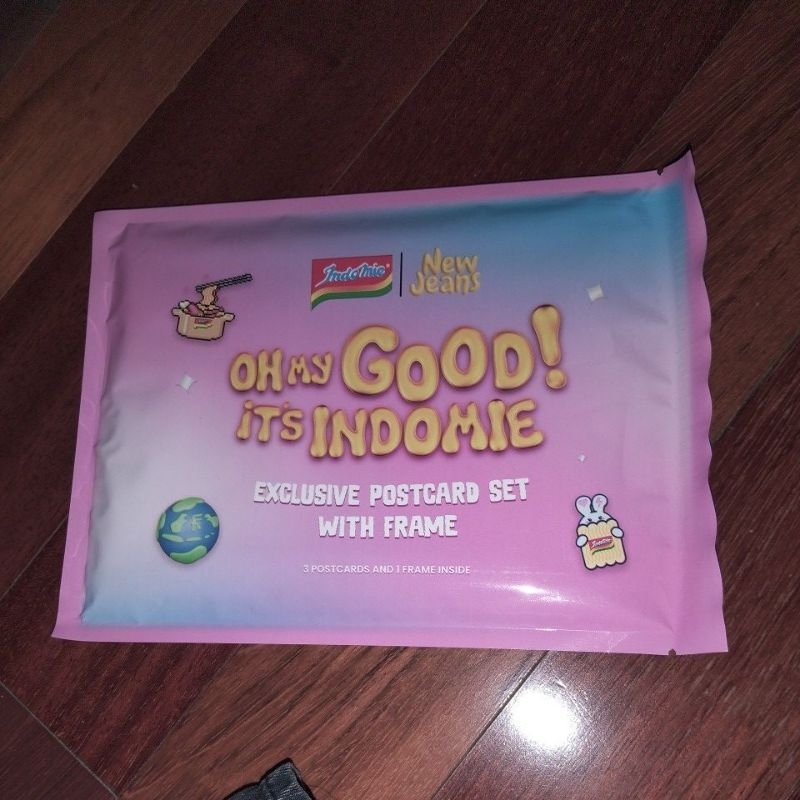 Indomie
New
Jeans
OH MY GOOD!
iT'S INDOMIE
EXCLUSIVE POSTCARD SET
WITH FRAME
3 POSTCARDS AND 1 FRAME INSIDE
Indomie